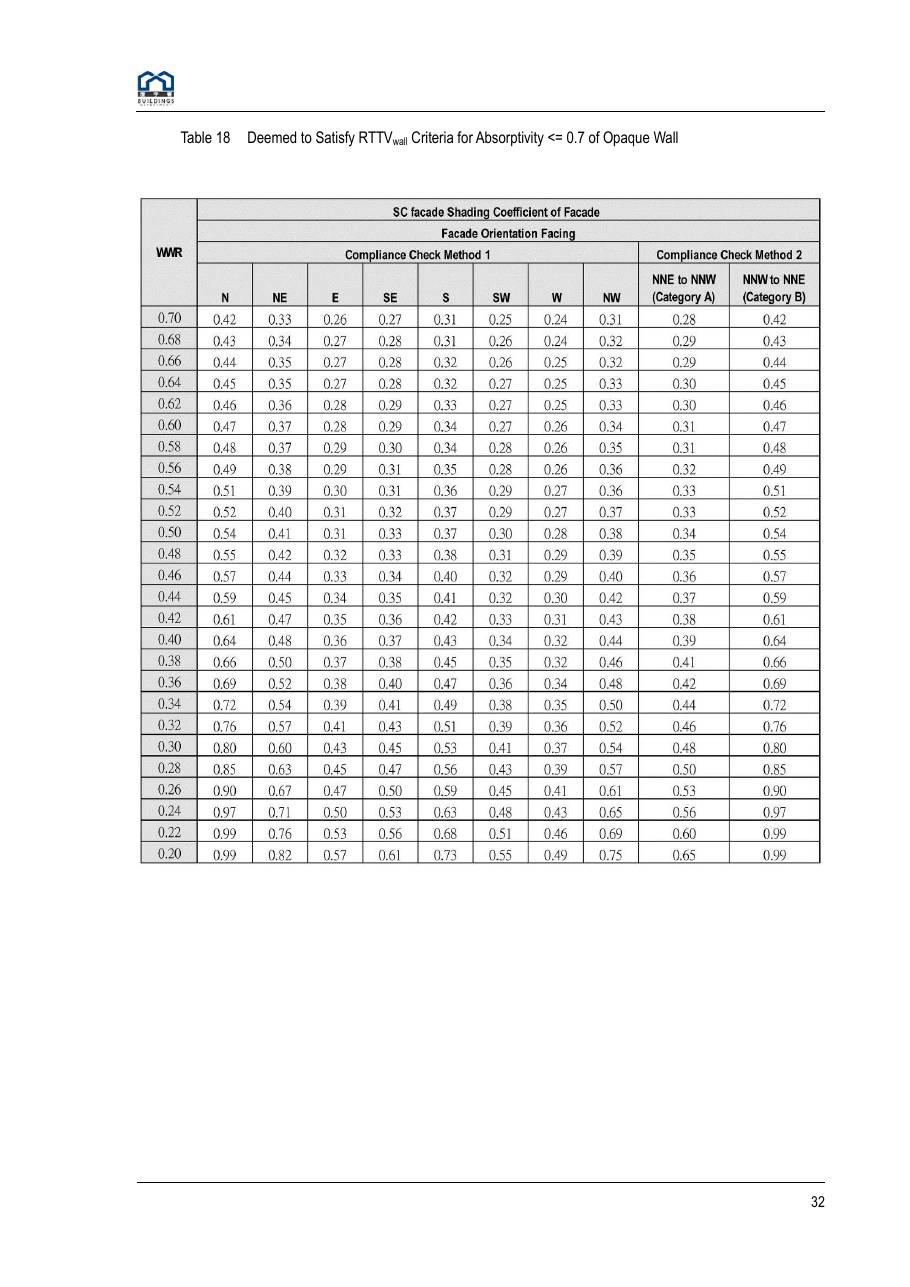 BUILDINGS
Table 18 Deemed to Satisfy RTTVwall Criteria for Absorptivity <= 0.7 of Opaque Wall
SC facade Shading Coefficient of Facade
Facade Orientation Facing
WWR Compliance Check Method 1 Compliance Check Method 2
N NE E SE S SW W NW NNE to NNW (Category A) NNW to NNE (Category B)
0.70 0.42 0.33 0.26 0.27 0.31 0.25 0.24 0.31 0.28 0.42
0.68 0.43 0.34 0.27 0.28 0.31 0.26 0.24 0.32 0.29 0.43
0.66 0.44 0.35 0.27 0.28 0.32 0.26 0.25 0.32 0.29 0.44
0.64 0.45 0.35 0.27 0.28 0.32 0.27 0.25 0.33 0.30 0.45
0.62 0.46 0.36 0.28 0.29 0.33 0.27 0.25 0.33 0.30 0.46
0.60 0.47 0.37 0.28 0.29 0.34 0.27 0.26 0.34 0.31 0.47
0.58 0.48 0.37 0.29 0.30 0.34 0.28 0.26 0.35 0.31 0.48
0.56 0.49 0.38 0.29 0.31 0.35 0.28 0.26 0.36 0.32 0.49
0.54 0.51 0.39 0.30 0.31 0.36 0.29 0.27 0.36 0.33 0.51
0.52 0.52 0.40 0.31 0.32 0.37 0.29 0.27 0.37 0.33 0.52
0.50 0.54 0.41 0.31 0.33 0.37 0.30 0.28 0.38 0.34 0.54
0.48 0.55 0.42 0.32 0.33 0.38 0.31 0.29 0.39 0.35 0.55
0.46 0.57 0.44 0.33 0.34 0.40 0.32 0.29 0.40 0.36 0.57
0.44 0.59 0.45 0.34 0.35 0.41 0.32 0.30 0.42 0.37 0.59
0.42 0.61 0.47 0.35 0.36 0.42 0.33 0.31 0.43 0.38 0.61
0.40 0.64 0.48 0.36 0.37 0.43 0.34 0.32 0.44 0.39 0.64
0.38 0.66 0.50 0.37 0.38 0.45 0.35 0.32 0.46 0.41 0.66
0.36 0.69 0.52 0.38 0.40 0.47 0.36 0.34 0.48 0.42 0.69
0.34 0.72 0.54 0.39 0.41 0.49 0.38 0.35 0.50 0.44 0.72
0.32 0.76 0.57 0.41 0.43 0.51 0.39 0.36 0.52 0.46 0.76
0.30 0.80 0.60 0.43 0.45 0.53 0.41 0.37 0.54 0.48 0.80
0.28 0.85 0.63 0.45 0.47 0.56 0.43 0.39 0.57 0.50 0.85
0.26 0.90 0.67 0.47 0.50 0.59 0.45 0.41 0.61 0.53 0.90
0.24 0.97 0.71 0.50 0.53 0.63 0.48 0.43 0.65 0.56 0.97
0.22 0.99 0.76 0.53 0.56 0.68 0.51 0.46 0.69 0.60 0.99
0.20 0.99 0.82 0.57 0.61 0.73 0.55 0.49 0.75 0.65 0.99
32